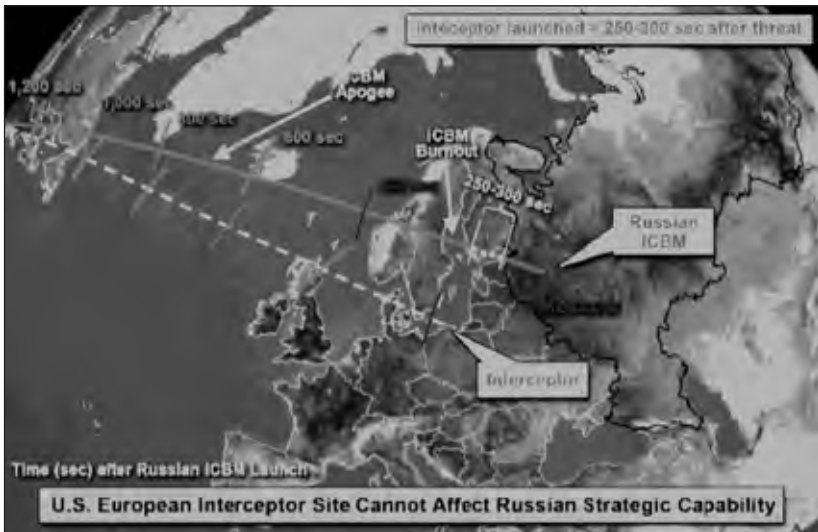 interceptor launched = 250-300 sec after threat
1,200 sec
1,000 sec
ICBM
Apogee
800 sec
600 sec
ICBM
Burnout
250-300 sec
Russian
ICBM
Interceptor
Time (sec) after Russian ICBM Launch
U.S. European Interceptor Site Cannot Affect Russian Strategic Capability